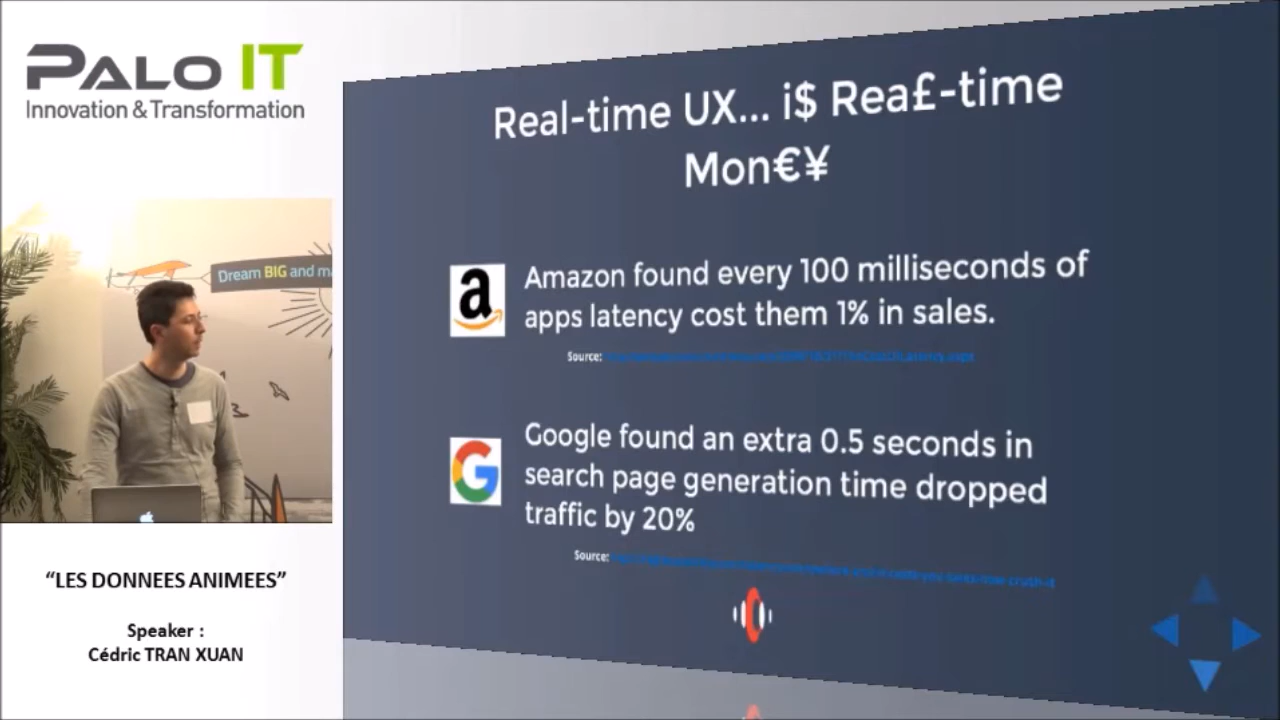 PALO IT
Innovation & Transformation
Dream BIG and m
"LES DONNEES ANIMEES"
Speaker :
Cédric TRAN XUAN
Real-time UX... i$ Rea£-time
Mon€¥
a
Amazon found every 100 milliseconds of
apps latency cost them 1% in sales.
Source:
G
Google found an extra 0.5 seconds in
search page generation time dropped
traffic by 20%
Source: